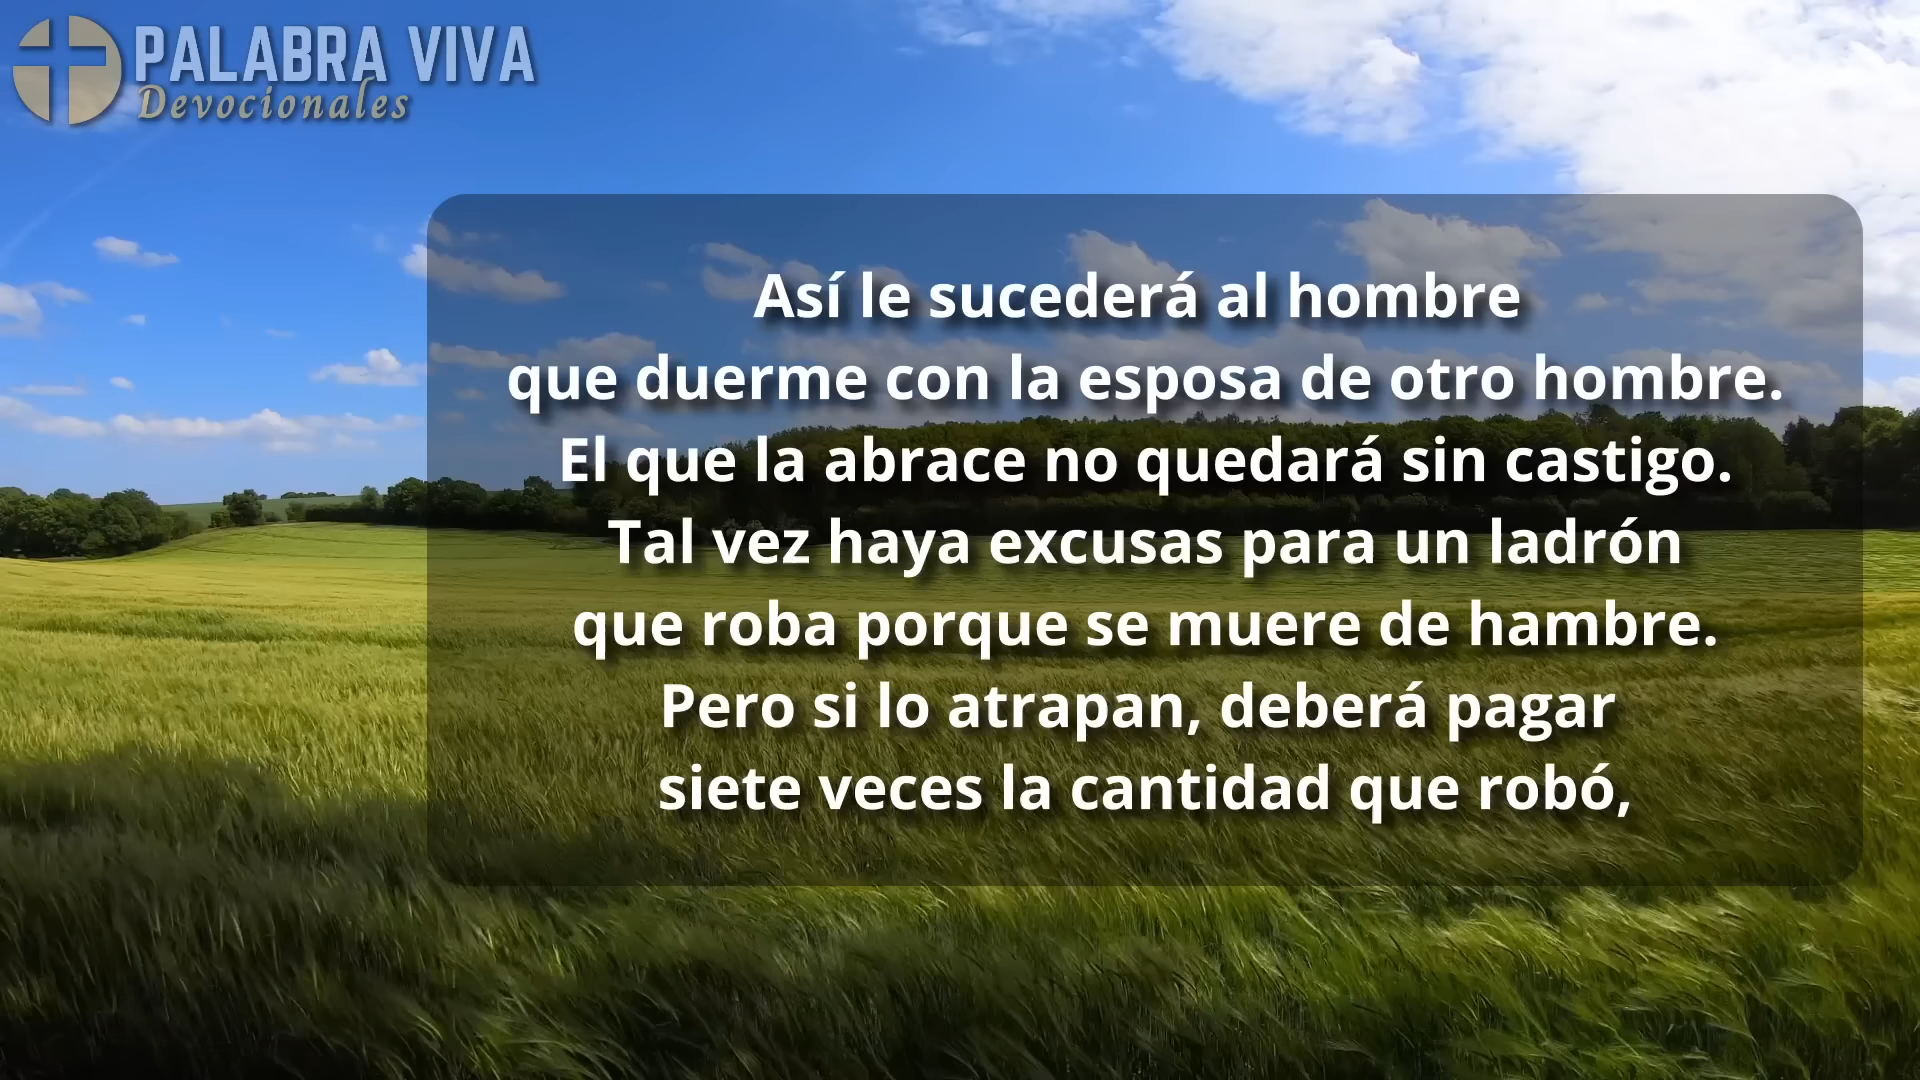 PALABRA VIVA
Devocionales
Así le sucederá al hombre
que duerme con la esposa de otro hombre.
El que la abrace no quedará sin castigo.
Tal vez haya excusas para un ladrón
que roba porque se muere de hambre.
Pero si lo atrapan, deberá pagar
siete veces la cantidad que robó,